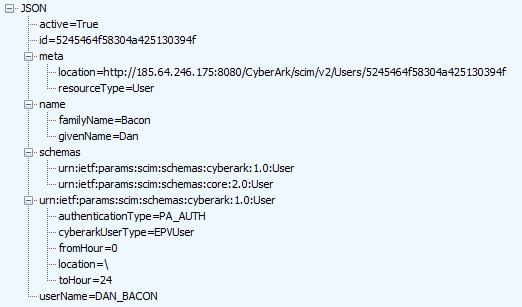 JSON
active=True
id=5245464f58304a425130394f
meta
location=http://185.64.246.175:8080/CyberArk/scim/v2/Users/5245464f58304a425130394f
resourceType=User
name
familyName=Bacon
givenName=Dan
schemas
urn:ietf:params:scim:schemas:cyberark:1.0:User
urn:ietf:params:scim:schemas:core:2.0:User
urn:ietf:params:scim:schemas:cyberark:1.0:User
authenticationType=PA_AUTH
cyberarkUserType=EPVUser
fromHour=0
location=\
toHour=24
userName=DAN_BACON